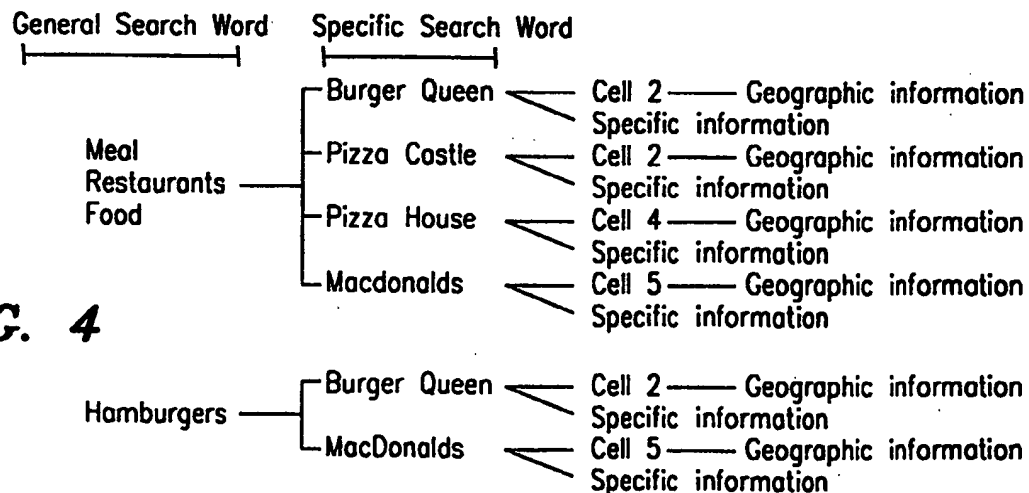 General Search Word Specific Search Word
Burger Queen Cell 2 Geographic information
Specific information
Meal
Restaurants
Food
Pizza Castle Cell 2 Geographic information
Specific information
Pizza House Cell 4 Geographic information
Specific information
Macdonalds Cell 5 Geographic information
Specific information
G. 4
Hamburgers
Burger Queen Cell 2 Geographic information
Specific information
MacDonalds Cell 5 Geographic information
Specific information